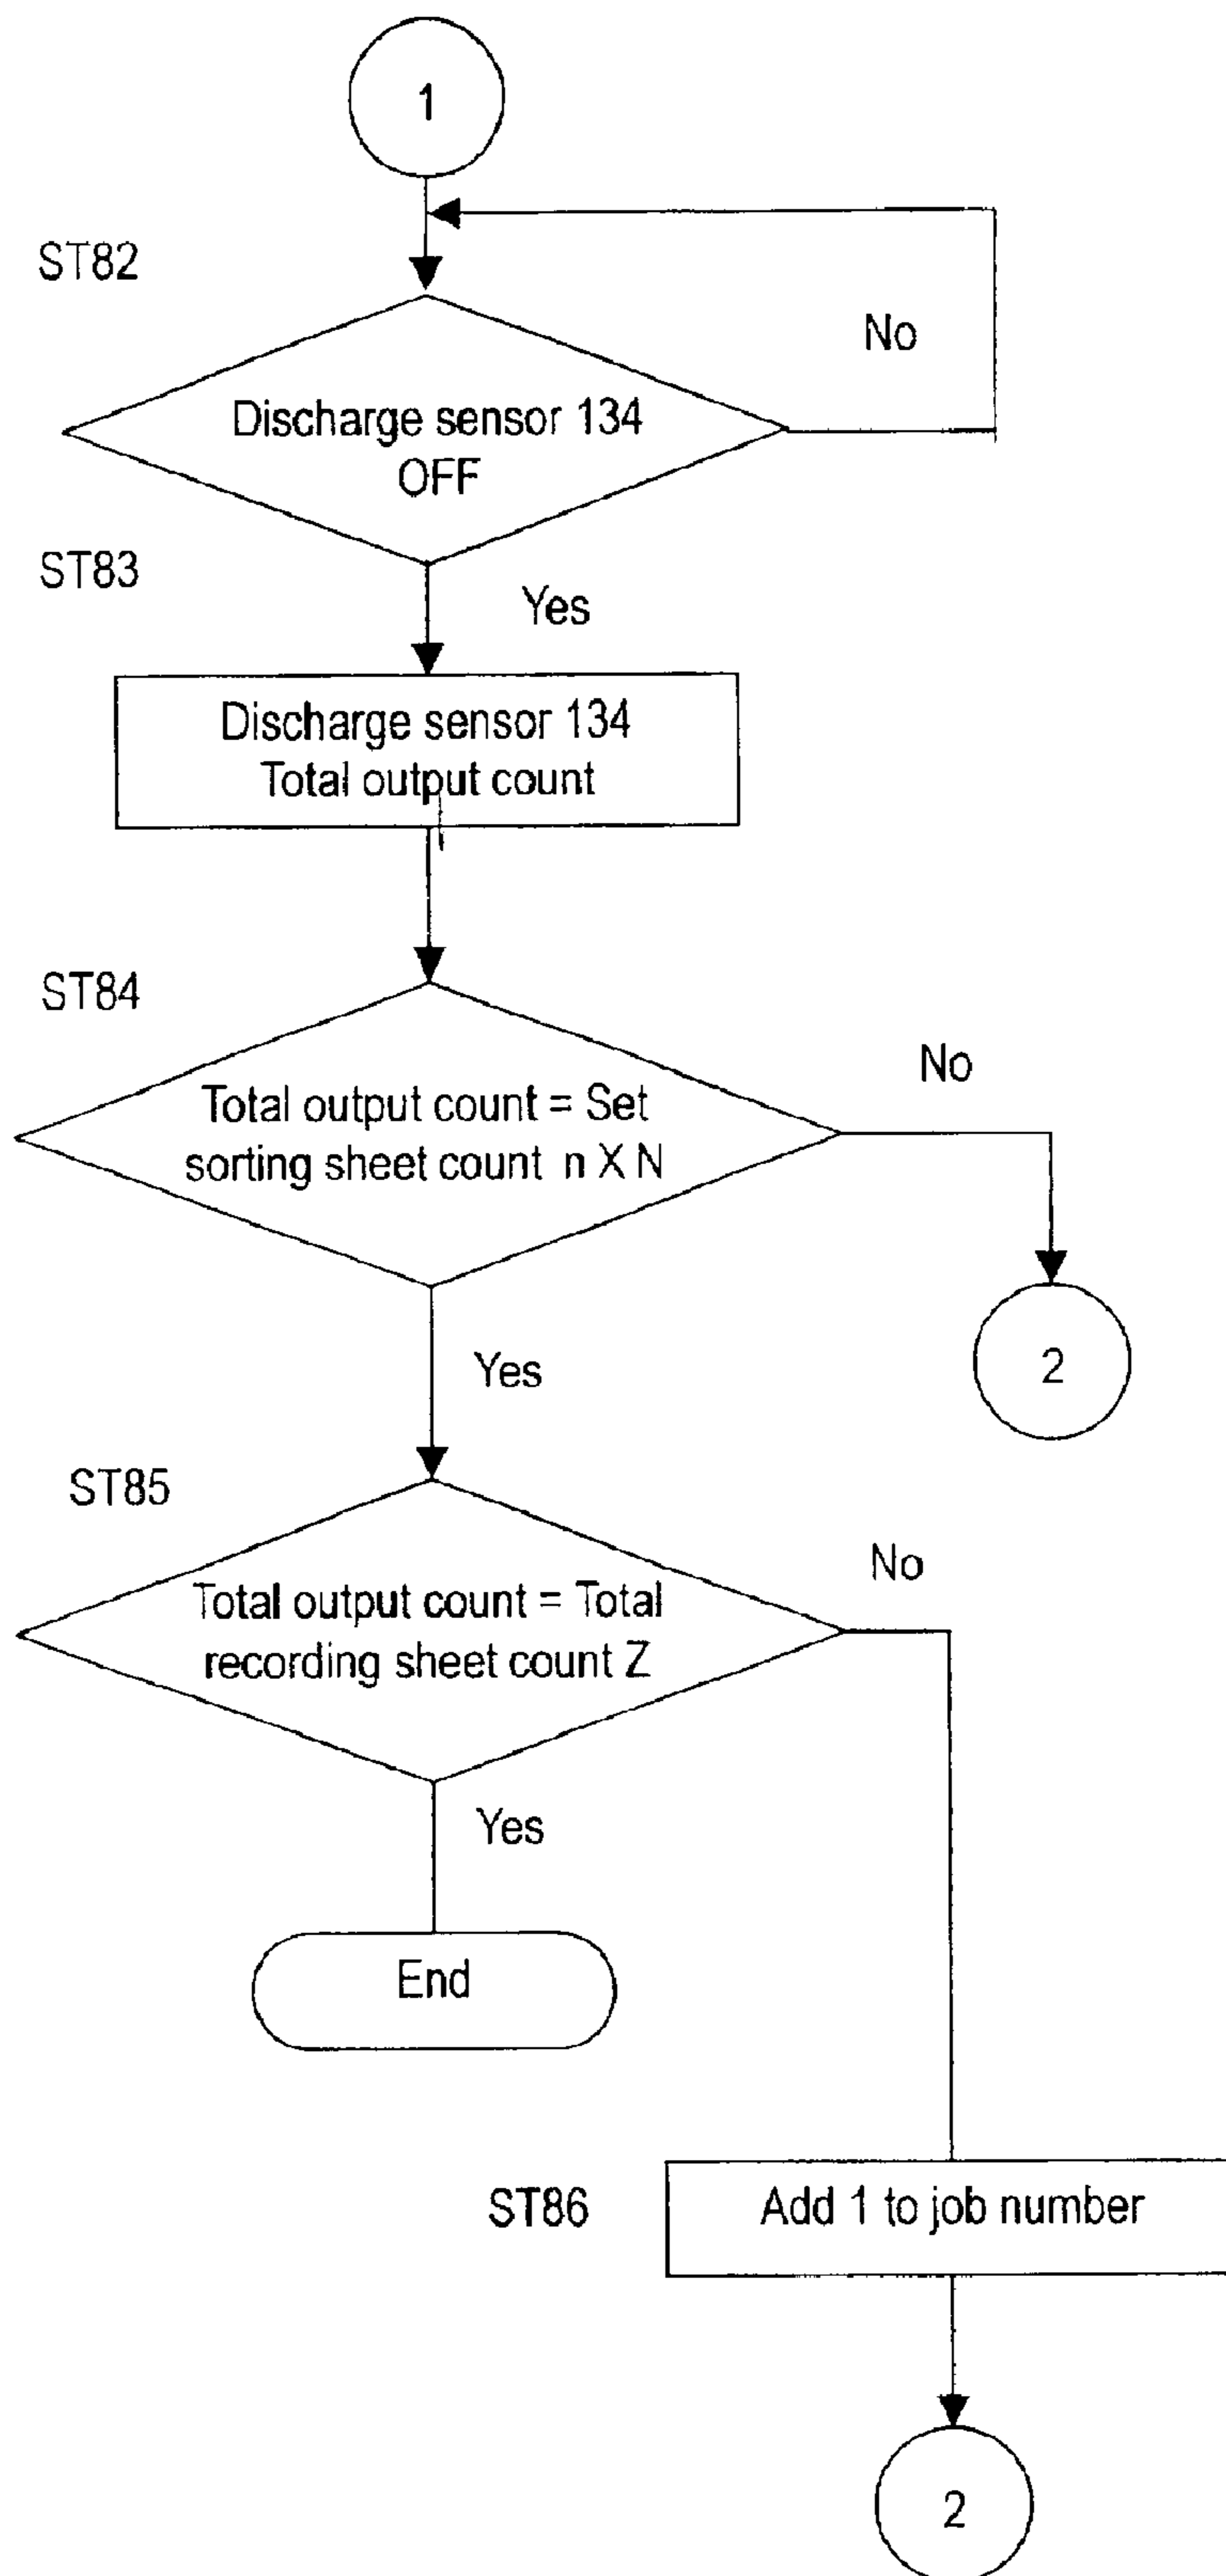 1
ST82
No
Discharge sensor 134
OFF
ST83
Yes
Discharge sensor 134
Total output count
ST84
No
Total output count = Set
sorting sheet count n X N
Yes
2
ST85
No
Total output count = Total
recording sheet count Z
Yes
End
ST86
Add 1 to job number
2